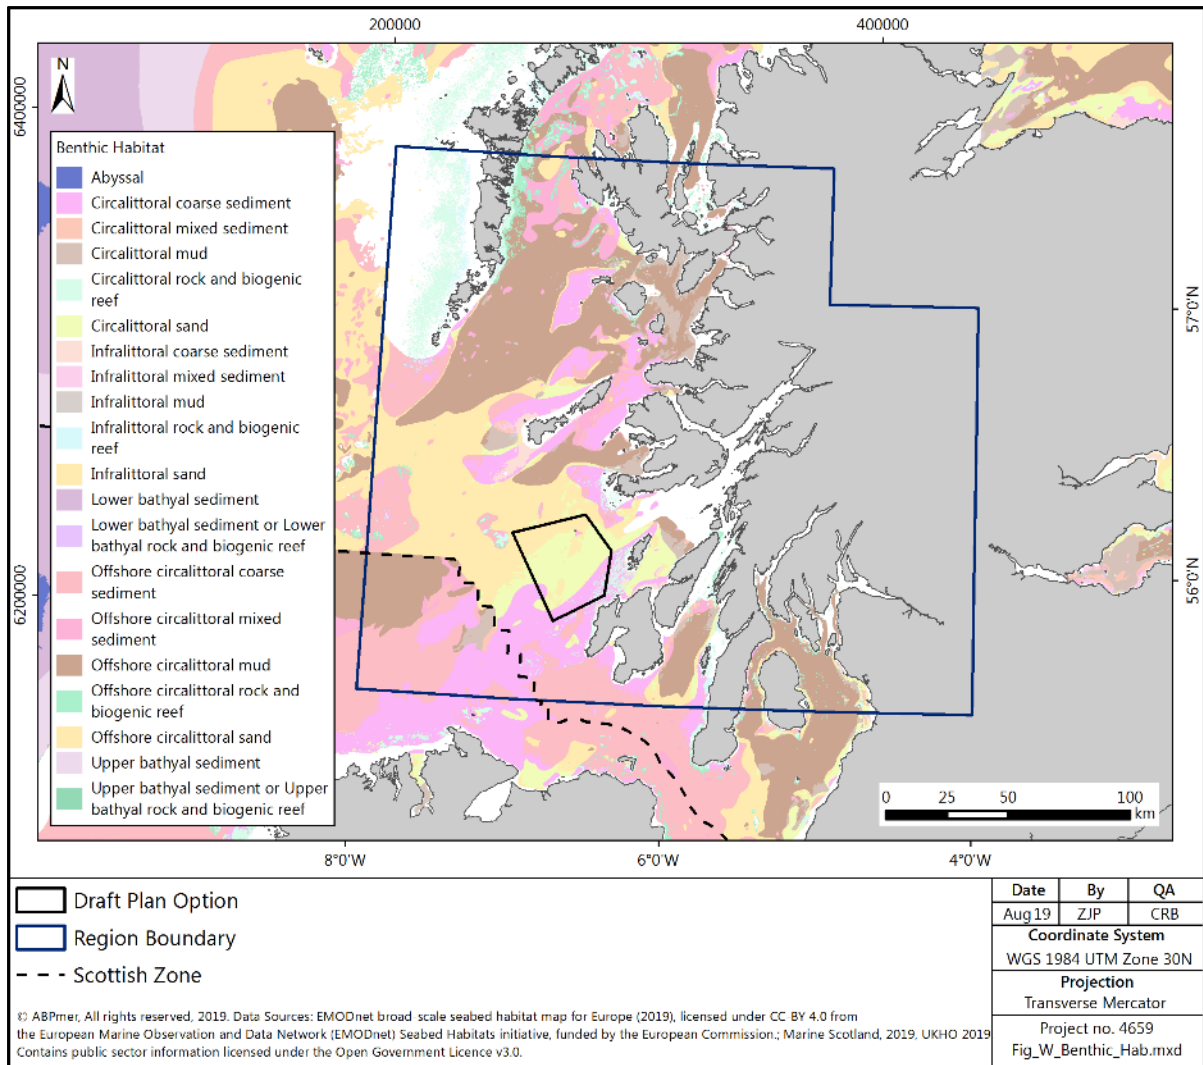 200000
400000
N
6400000
6200000
57°0'N
56°0'N
Benthic Habitat
Abyssal
Circalittoral coarse sediment
Circalittoral mixed sediment
Circalittoral mud
Circalittoral rock and biogenic
reef
Circalittoral sand
Infralittoral coarse sediment
Infralittoral mixed sediment
Infralittoral mud
Infralittoral rock and biogenic
reef
Infralittoral sand
Lower bathyal sediment
Lower bathyal sediment or Lower
bathyal rock and biogenic reef
Offshore circalittoral coarse
sediment
Offshore circalittoral mixed
sediment
Offshore circalittoral mud
Offshore circalittoral rock and
biogenic reef
Offshore circalittoral sand
Upper bathyal sediment
Upper bathyal sediment or Upper
bathyal rock and biogenic reef
0 25 50 100
km
8°0'W
6°0'W
4°0'W
Draft Plan Option
Region Boundary
Scottish Zone
© ABPmer, All rights reserved, 2019. Data Sources: EMODnet broad scale seabed habitat map for Europe (2019), licensed under CC BY 4.0 from
the European Marine Observation and Data Network (EMODnet) Seabed Habitats initiative, funded by the European Commission.; Marine Scotland, 2019, UKHO 2019
Contains public sector information licensed under the Open Government Licence v3.0.
Date By QA
Aug 19 ZJP CRB
Coordinate System
WGS 1984 UTM Zone 30N
Projection
Transverse Mercator
Project no. 4659
Fig_W_Benthic_Hab.mxd